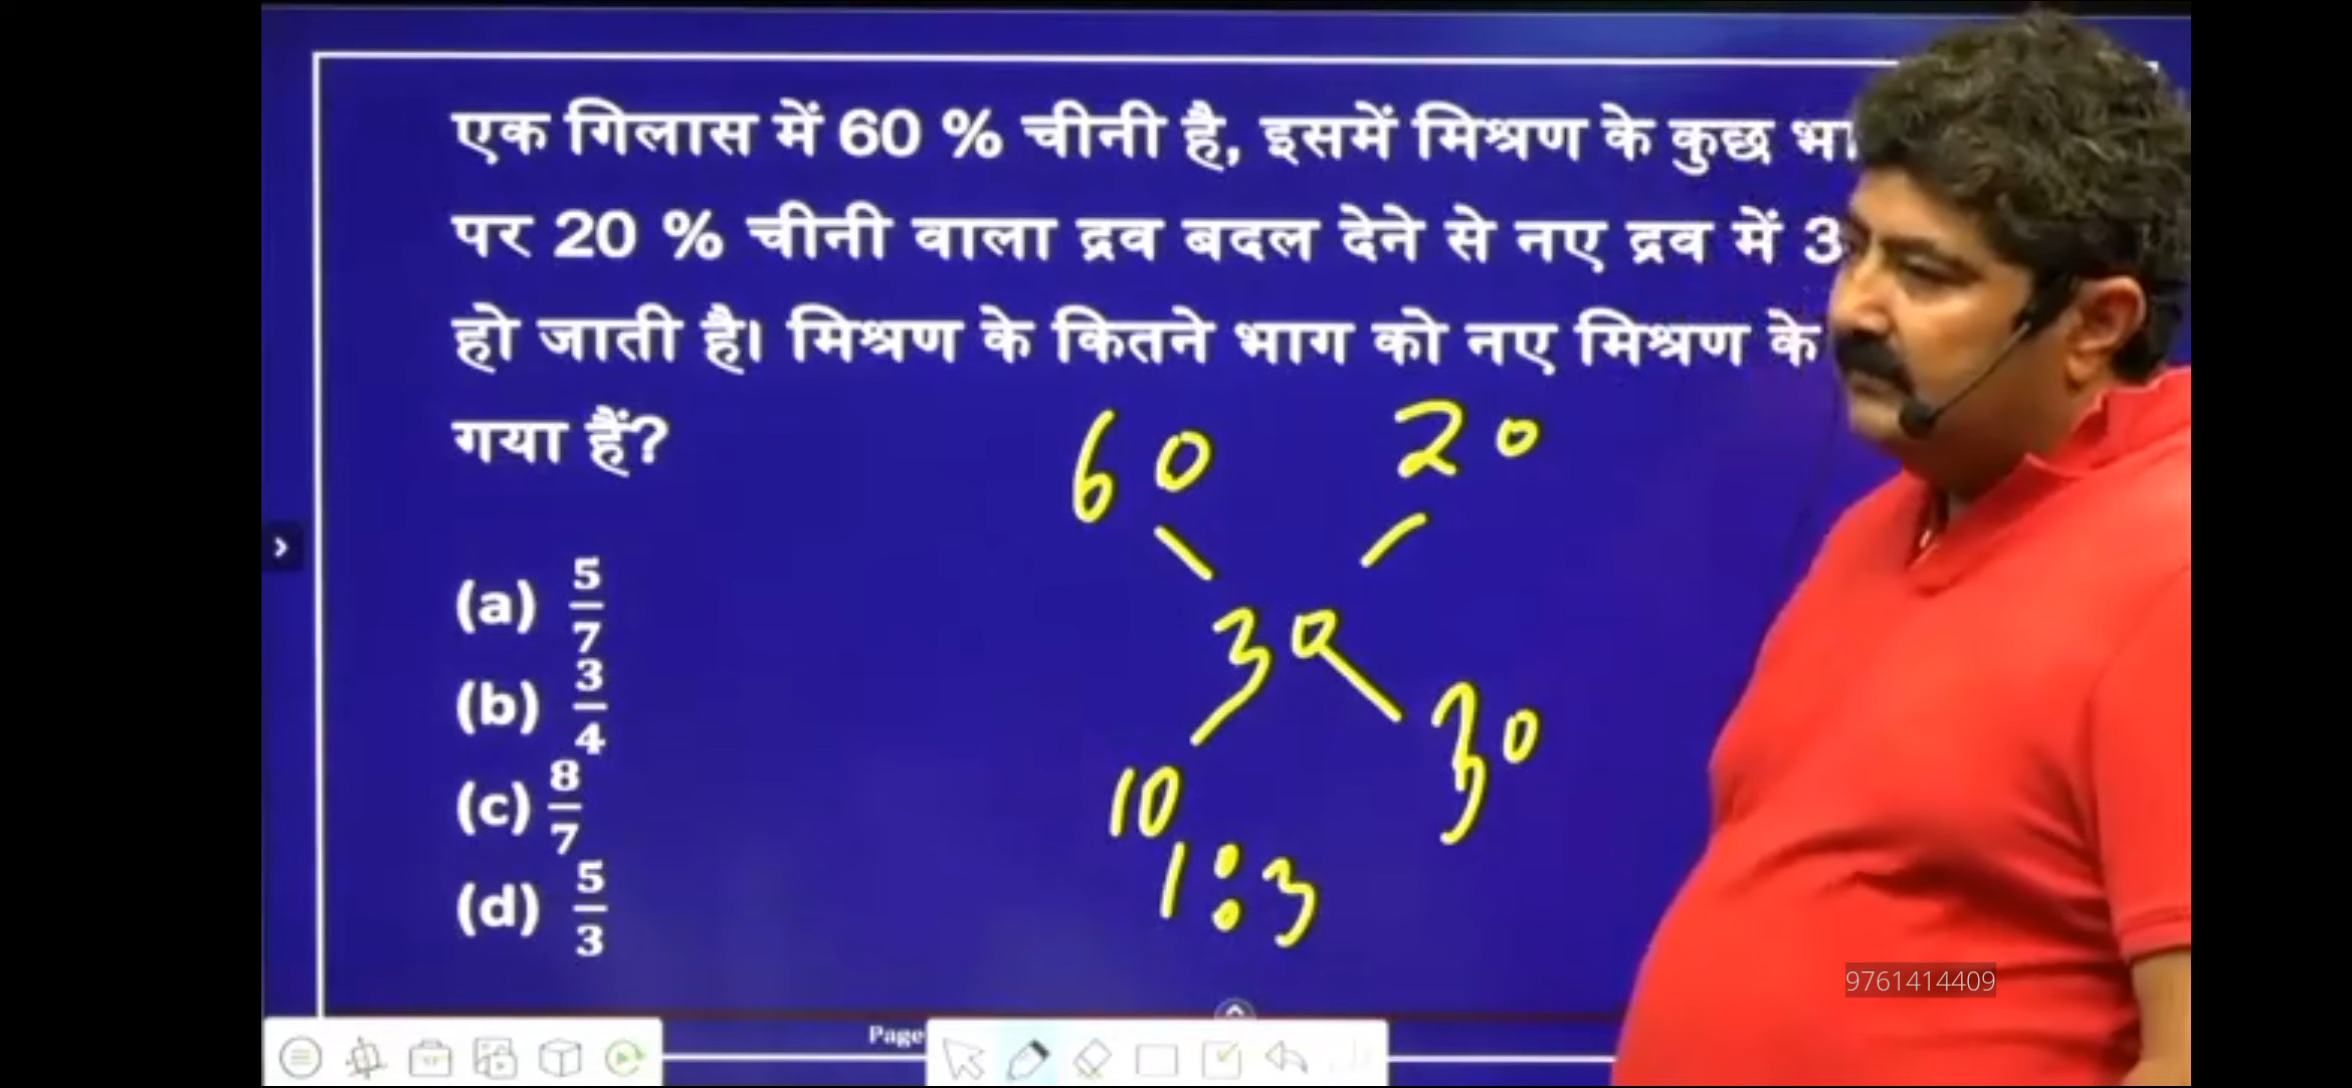 एक गिलास में 60 % चीनी है, इसमें मिश्रण के कुछ
पर 20 % चीनी वाला द्रव बदल देने से नए द्रव में 3
हो जाती है। मिश्रण के कितने भाग को नए मिश्रण के
गया हैं?
60 20
30
10 30
1:3
(a) 5/7
(b) 3/4
(c) 8/7
(d) 5/3
9761414409
Page